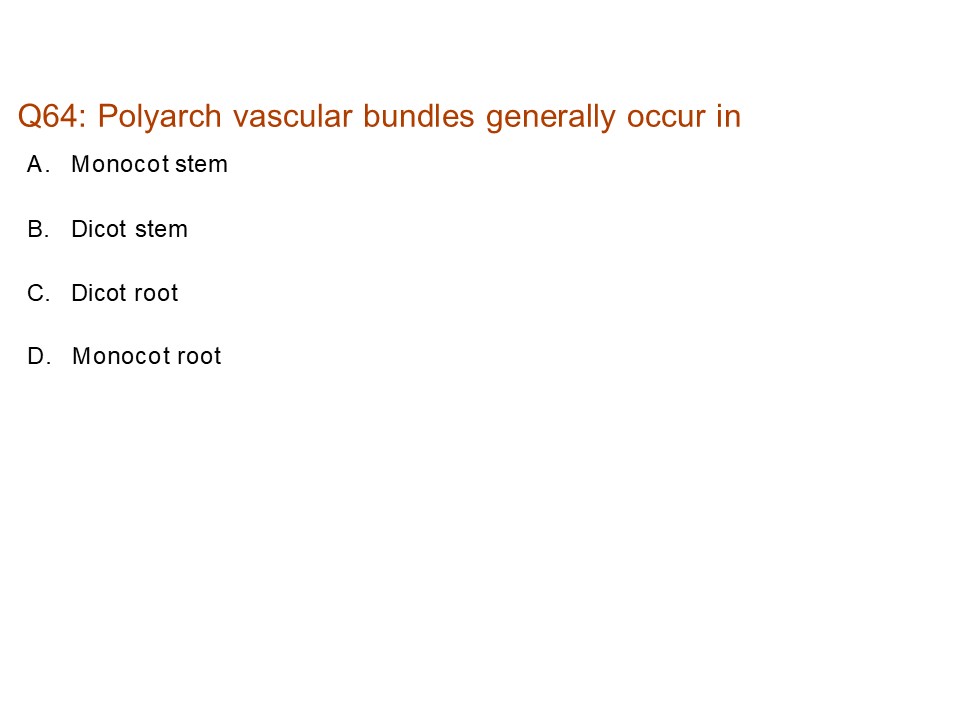 Q64: Polyarch vascular bundles generally occur in
A. Monocot stem
B. Dicot stem
C. Dicot root
D. Monocot root